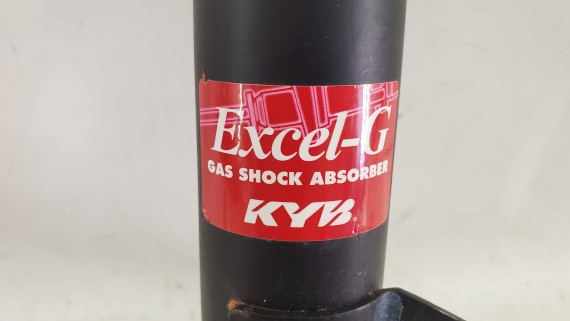 Excel-G
GAS SHOCK ABSORBER
KYB